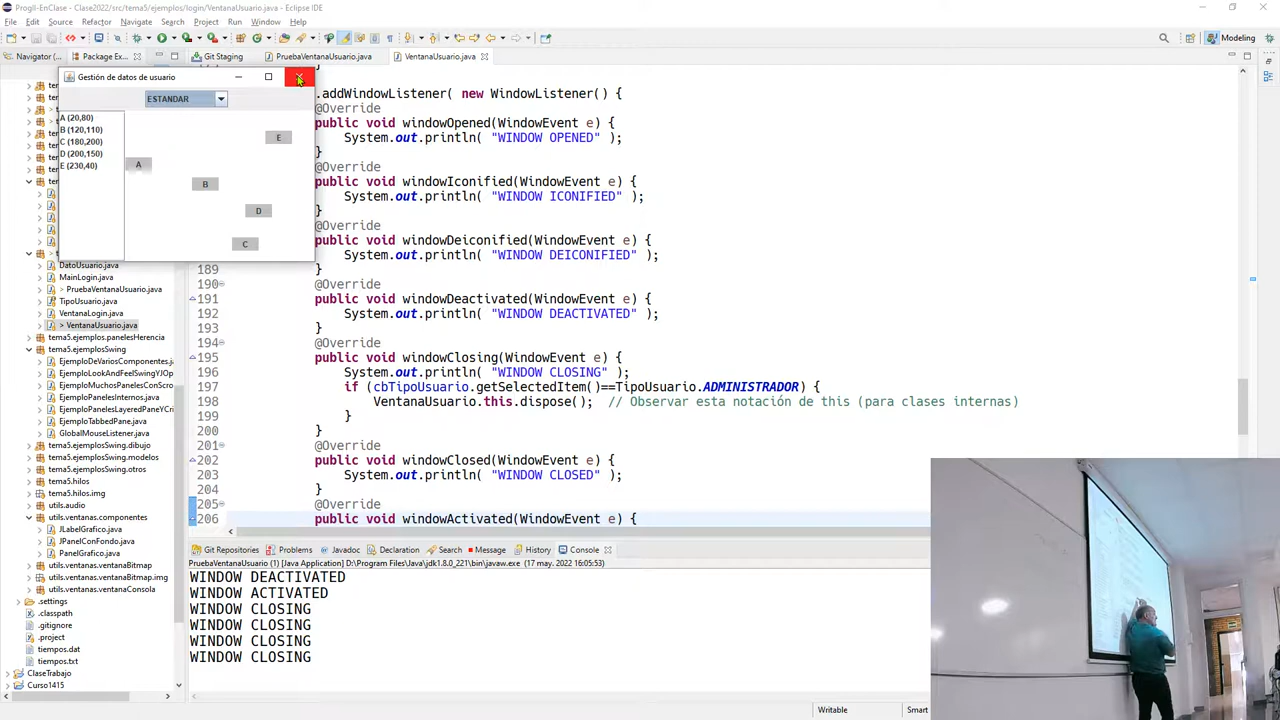 ProgII-EnClase - Clase2022/src/tema5/ejemplos/login/VentanaUsuario.java - Eclipse IDE
File Edit Source Refactor Navigate Search Project Run Window Help
Modeling
Navigator ( Package Ex... Git Staging PruebaVentanaUsuario.java VentanaUsuario.java
Gestión de datos de usuario
ESTANDAR
A (20,80)
B (120,110)
C (180,200)
D (200,150)
E (230,40)
E
A
B
D
C
DatoUsuario.java
MainLogin.java
> PruebaVentanaUsuario.java
TipoUsuario.java
VentanaLogin.java
> VentanaUsuario.java
tema5.ejemplos.panelesHerencia
tema5.ejemplosSwing
EjemploDeVariosComponentes.
EjemploLookAndFeelSwingYJOp
EjemploMuchosPanelesConScro
EjemploPanelesInternos.java
EjemploPanelesLayeredPaneYCri
EjemploTabbedPane.java
GlobalMouseListener.java
tema5.ejemplosSwing.dibujo
tema5.ejemplosSwing.modelos
tema5.ejemplosSwing.otros
tema5.hilos
tema5.hilos.img
utils.audio
utils.ventanas.componentes
JLabelGrafico.java
JPanelConFondo.java
PanelGrafico.java
utils.ventanas.ventanaBitmap
utils.ventanas.ventanaBitmap.img
utils.ventanas.ventanaConsola
.settings
.classpath
.gitignore
.project
tiempos.dat
tiempos.txt
ClaseTrabajo
Curso1415
.addWindowListener( new WindowListener() {
@Override
public void windowOpened(WindowEvent e) {
System.out.println( "WINDOW OPENED" );
}
@Override
public void windowIconified(WindowEvent e) {
System.out.println( "WINDOW ICONIFIED" );
}
@Override
public void windowDeiconified(WindowEvent e) {
System.out.println( "WINDOW DEICONIFIED" );
189 }
190 @Override
191 public void windowDeactivated(WindowEvent e) {
192 System.out.println( "WINDOW DEACTIVATED" );
193 }
194 @Override
195 public void windowClosing(WindowEvent e) {
196 System.out.println( "WINDOW CLOSING" );
197 if (cbTipoUsuario.getSelectedItem()==TipoUsuario.ADMINISTRADOR) {
198 VentanaUsuario.this.dispose(); // Observar esta notación de this (para clases internas)
199 }
200 }
201 @Override
202 public void windowClosed(WindowEvent e) {
203 System.out.println( "WINDOW CLOSED" );
204 }
205 @Override
206 public void windowActivated(WindowEvent e) {
Git Repositories Problems Javadoc Declaration Search Message History Console
PruebaVentanaUsuario (1) [Java Application] D:\Program Files\Java\jdk1.8.0_221\bin\javaw.exe (17 may. 2022 16:05:53)
WINDOW DEACTIVATED
WINDOW ACTIVATED
WINDOW CLOSING
WINDOW CLOSING
WINDOW CLOSING
WINDOW CLOSING
Writable Smart